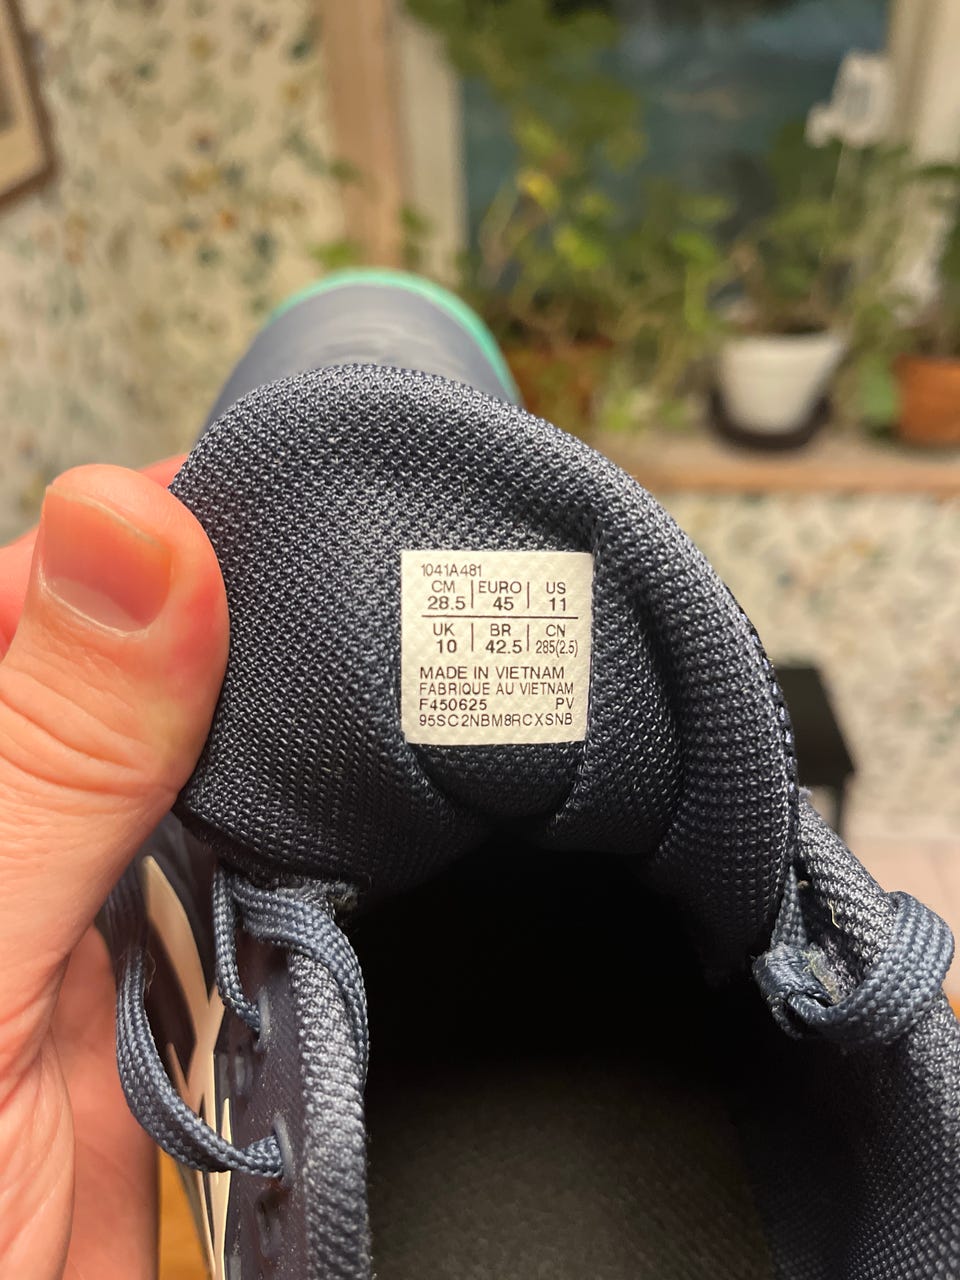 1041A481
CM | EURO | US
28.5 | 45 | 11
UK | BR | CN
10 | 42.5 | 285(2.5)
MADE IN VIETNAM
FABRIQUE AU VIETNAM
F450625 PV
95SC2NBM8RCXSNB